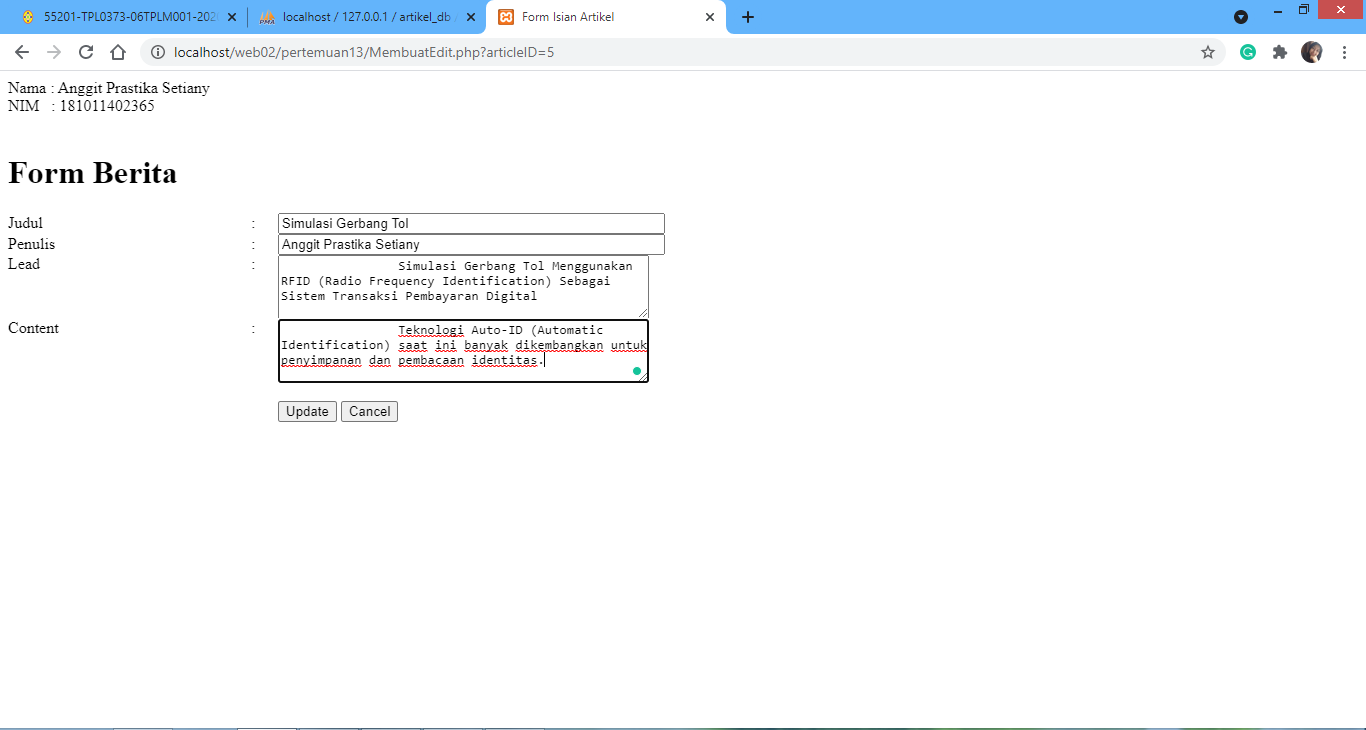 55201-TPL0373-06TPLM001-202
localhost / 127.0.0.1 / artikel_db
Form Isian Artikel
localhost/web02/pertemuan13/MembuatEdit.php?articleID=5
Nama : Anggit Prastika Setiany
NIM : 181011402365
Form Berita
Judul : Simulasi Gerbang Tol
Penulis : Anggit Prastika Setiany
Lead : Simulasi Gerbang Tol Menggunakan
RFID (Radio Frequency Identification) Sebagai
Sistem Transaksi Pembayaran Digital
Content : Teknologi Auto-ID (Automatic
Identification) saat ini banyak dikembangkan untuk
penyimpanan dan pembacaan identitas.
Update Cancel